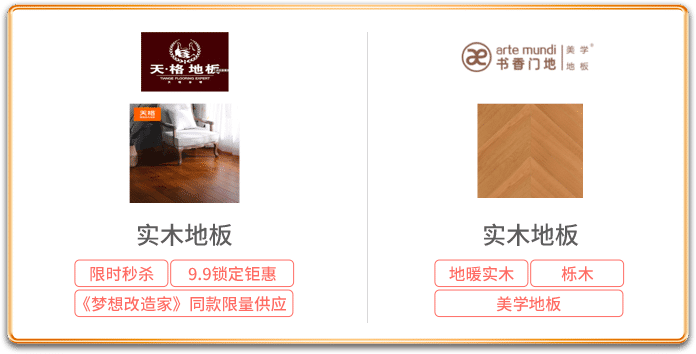 天·格 地板
TIANGE FLOORING EXPERT
天格
实木地板
限时秒杀
9.9锁定钜惠
《梦想改造家》同款限量供应
arte mundi
书香门地
美学
地板
实木地板
地暖实木
栎木
美学地板